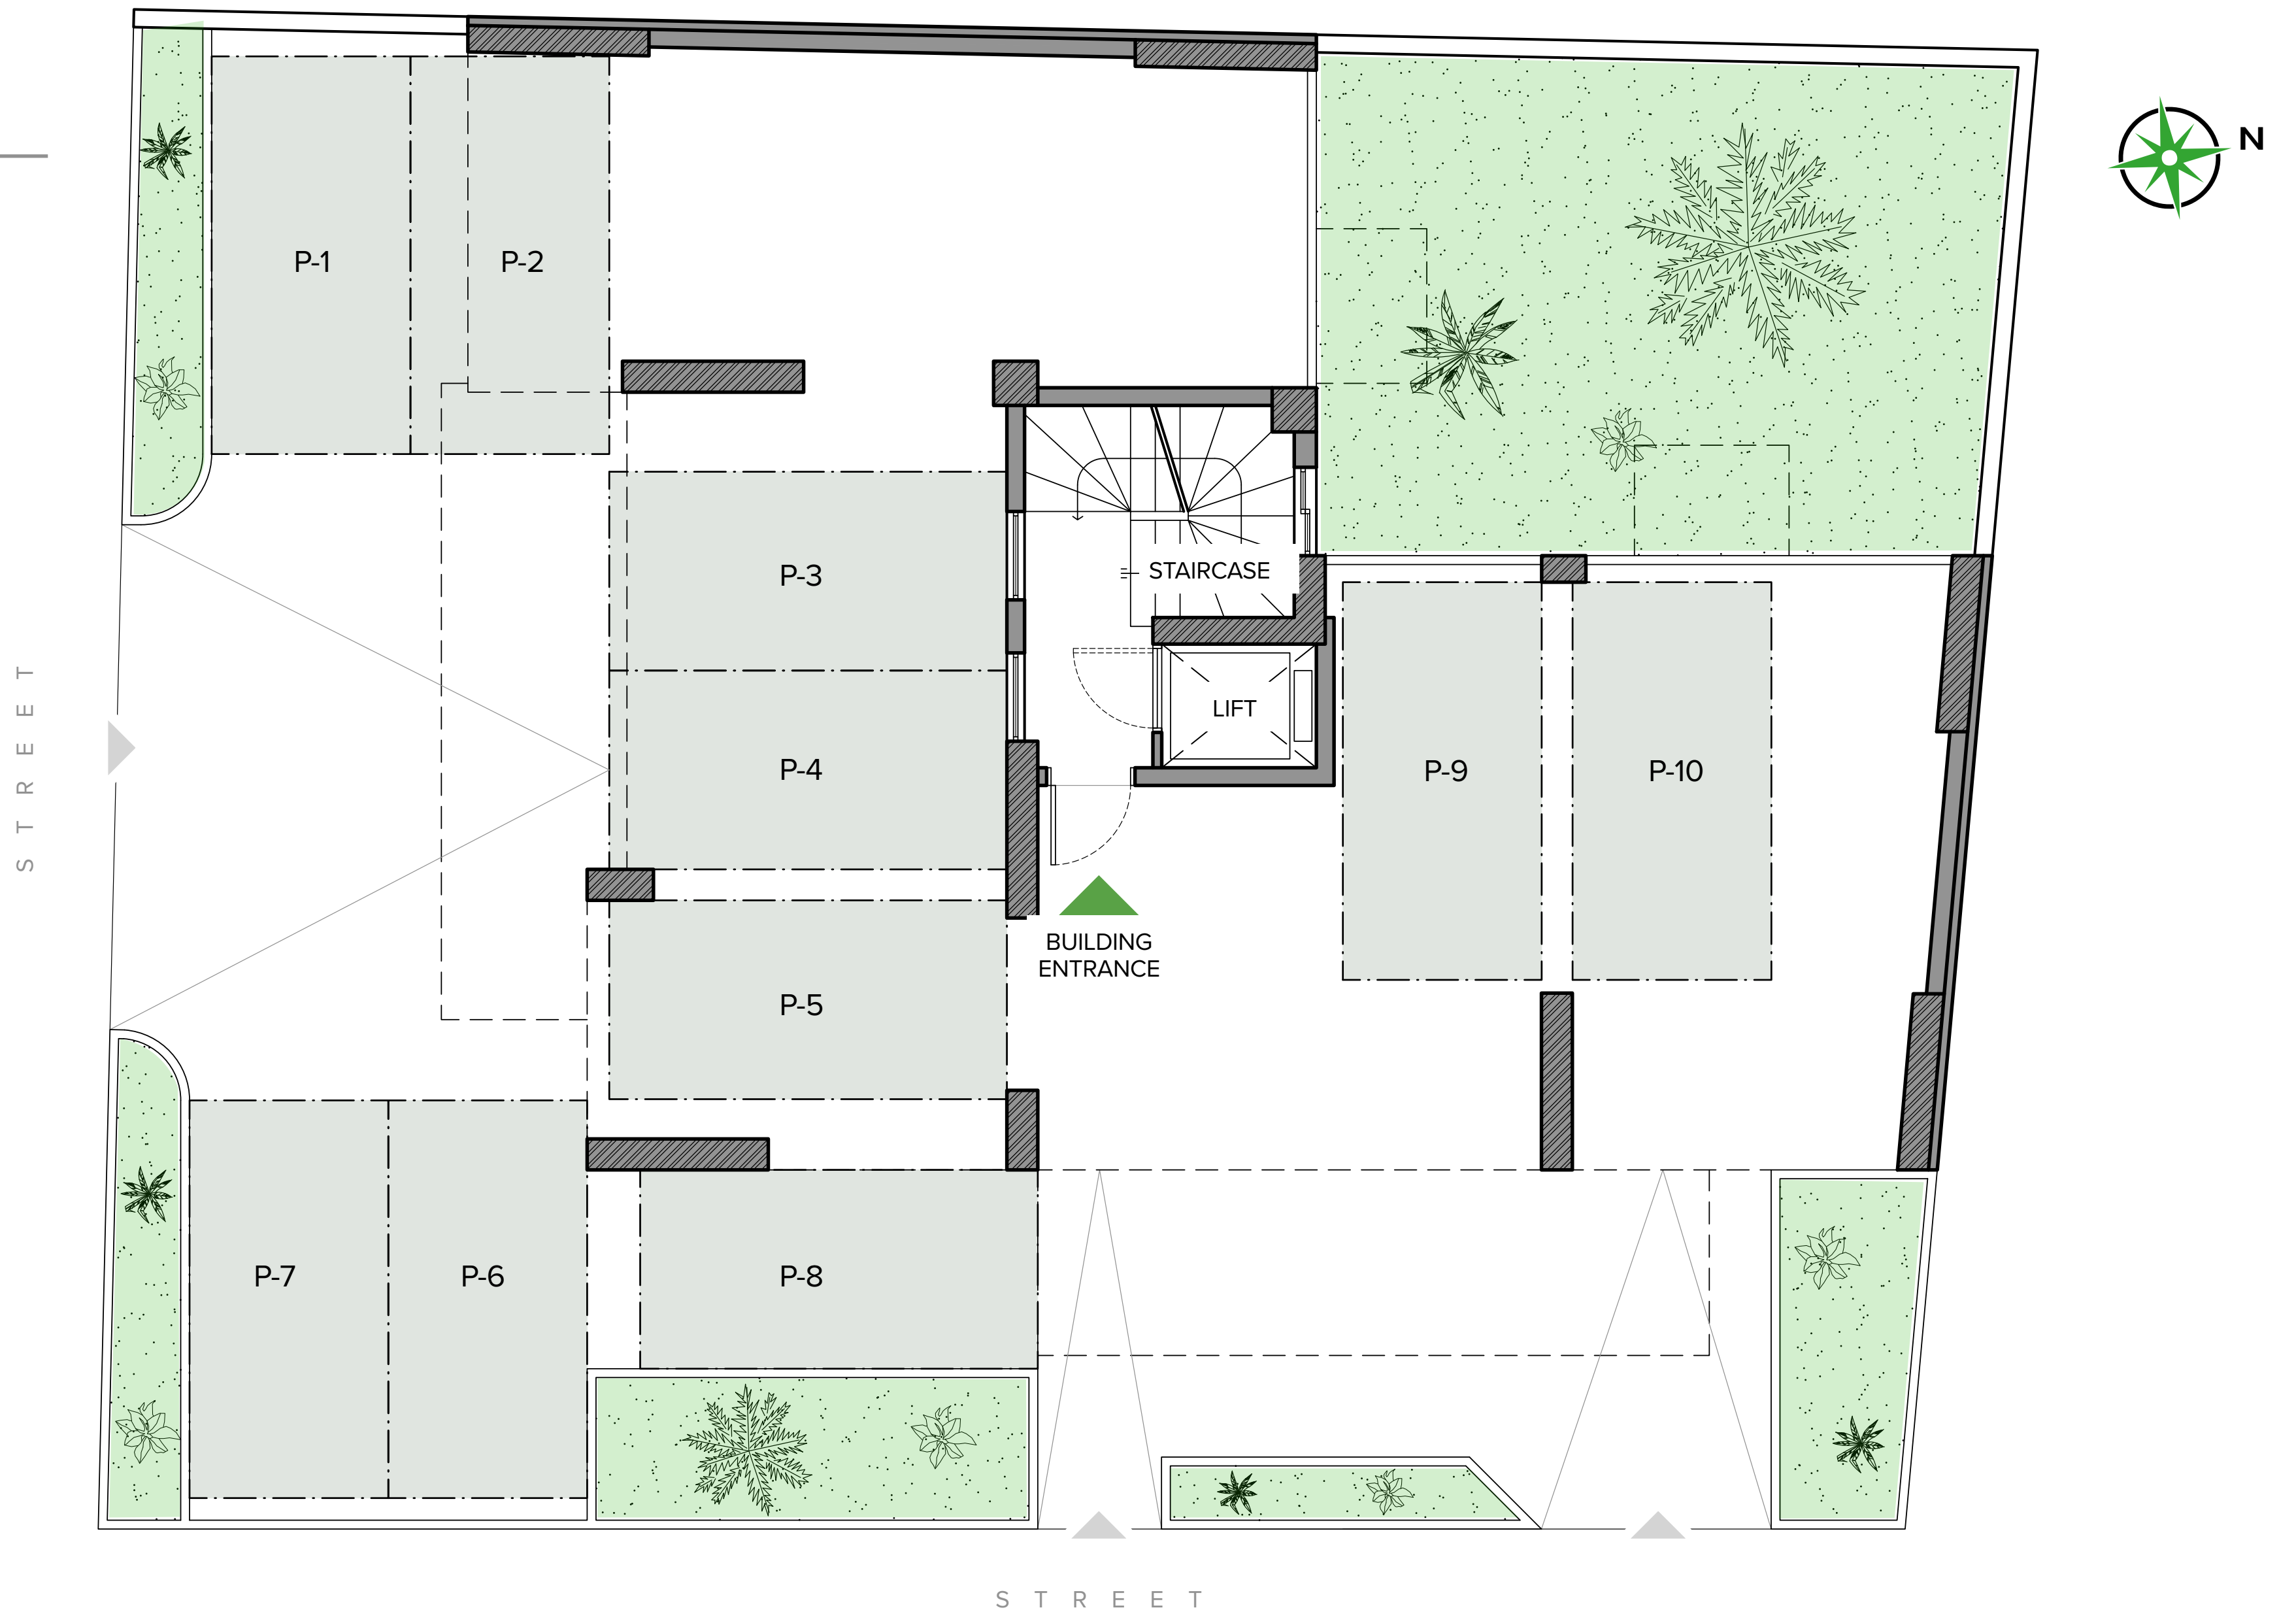 N
P-1
P-2
P-3
STAIRCASE
LIFT
P-4
P-9
P-10
STREET
BUILDING
ENTRANCE
P-5
P-7
P-6
P-8
STREET